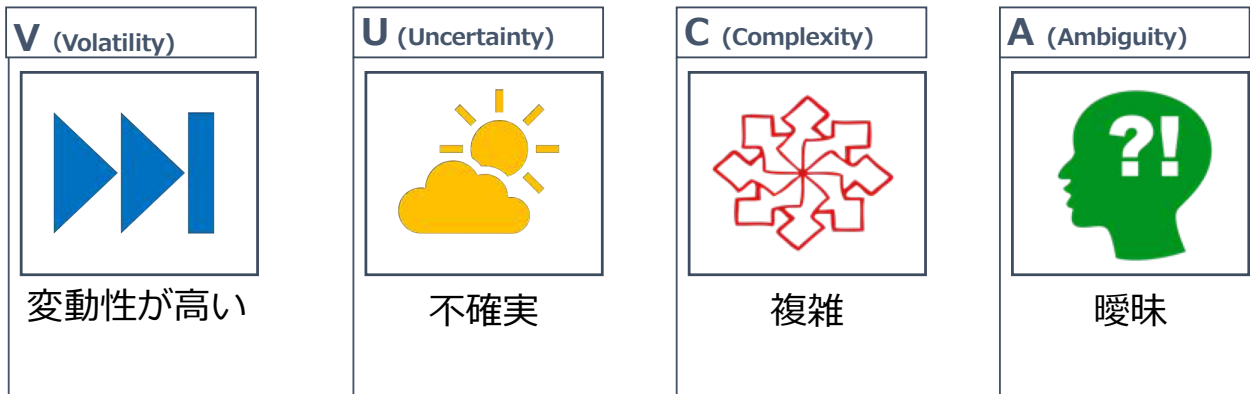 V (Volatility)
変動性が高い
U (Uncertainty)
不確実
C (Complexity)
複雑
A (Ambiguity)
?!
曖昧